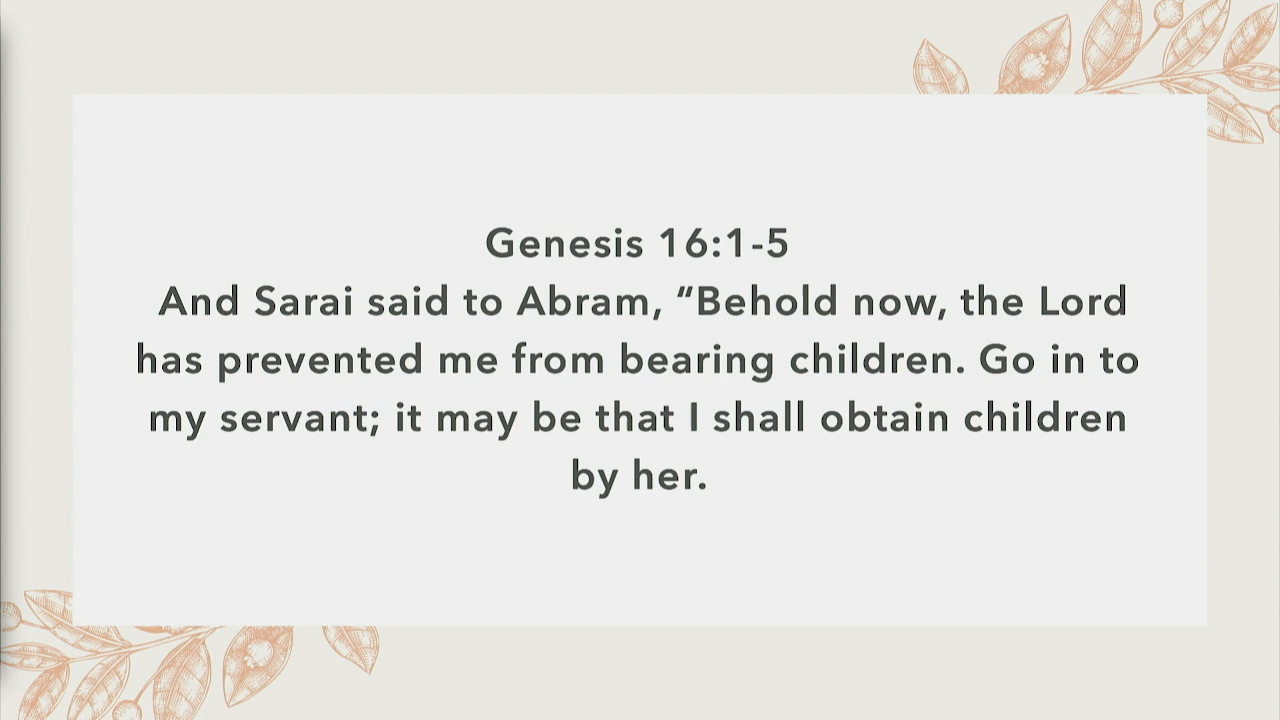 Genesis 16:1-5
And Sarai said to Abram, “Behold now, the Lord
has prevented me from bearing children. Go in to
my servant; it may be that I shall obtain children
by her.